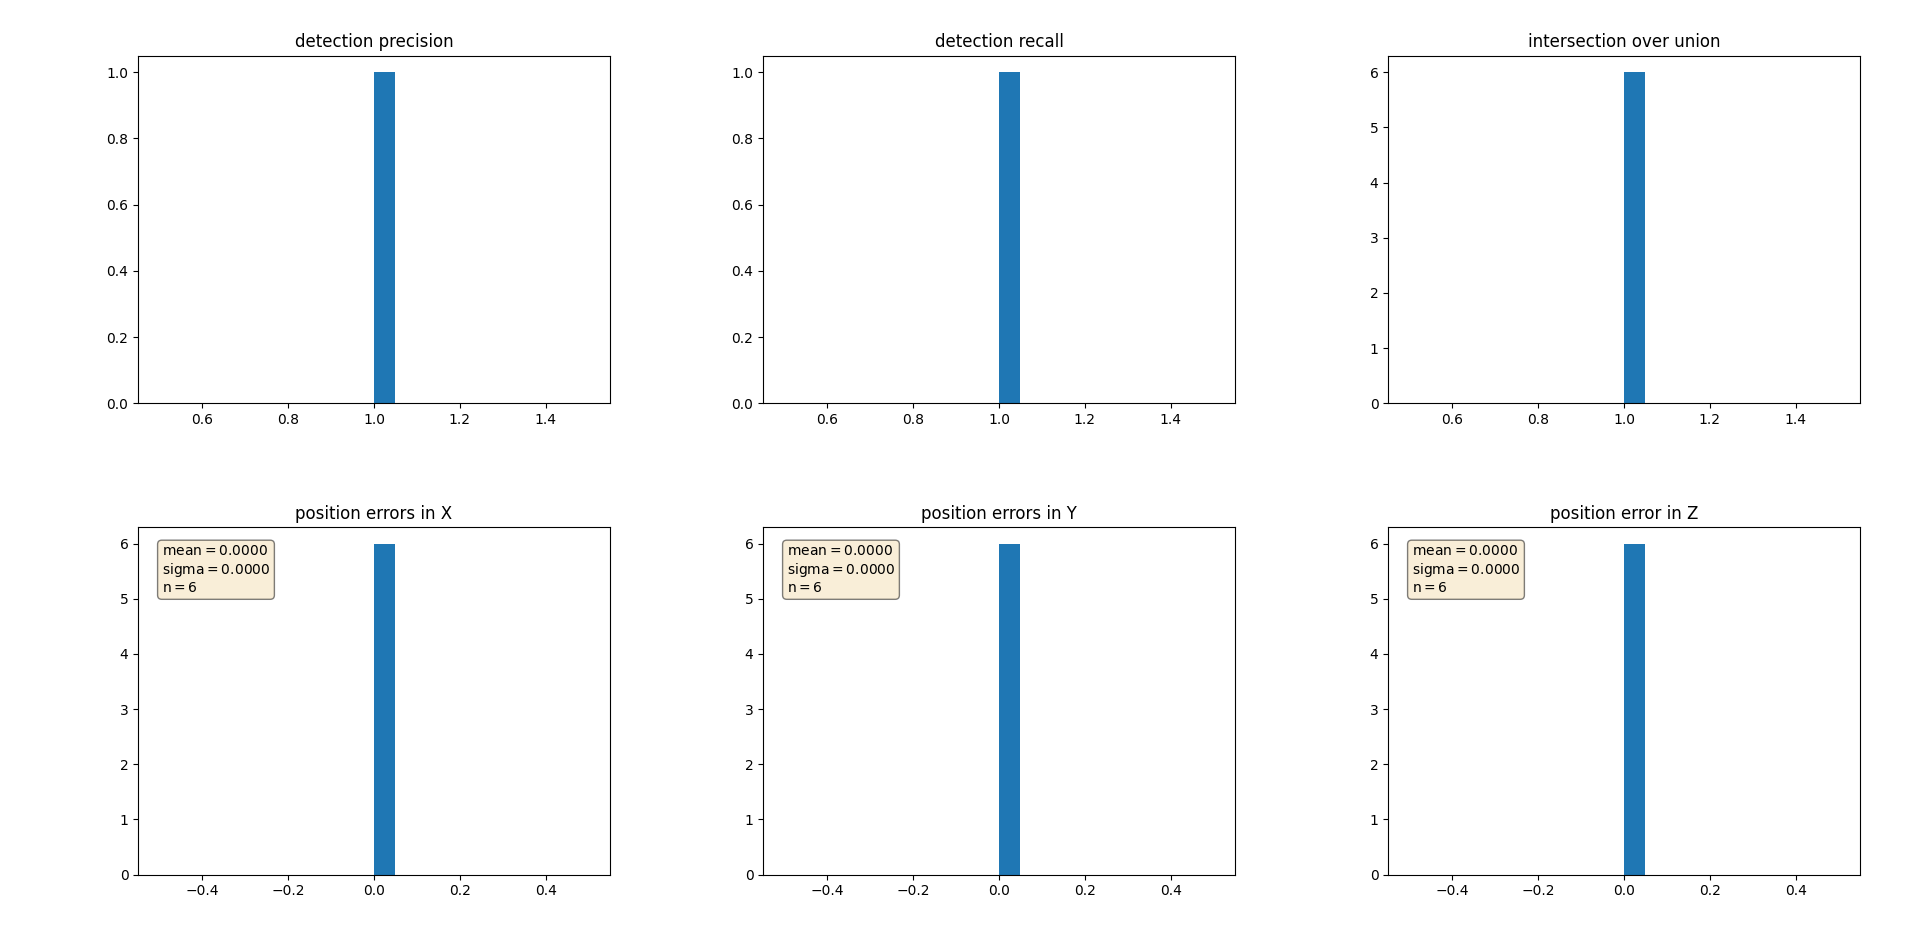 detection precision
1.0
0.8
0.6
0.4
0.2
0.0
0.6 0.8 1.0 1.2 1.4
detection recall
1.0
0.8
0.6
0.4
0.2
0.0
0.6 0.8 1.0 1.2 1.4
intersection over union
6
5
4
3
2
1
0
0.6 0.8 1.0 1.2 1.4
position errors in X
mean = 0.0000
sigma = 0.0000
n = 6
6
5
4
3
2
1
0
−0.4 −0.2 0.0 0.2 0.4
position errors in Y
mean = 0.0000
sigma = 0.0000
n = 6
6
5
4
3
2
1
0
−0.4 −0.2 0.0 0.2 0.4
position error in Z
mean = 0.0000
sigma = 0.0000
n = 6
6
5
4
3
2
1
0
−0.4 −0.2 0.0 0.2 0.4